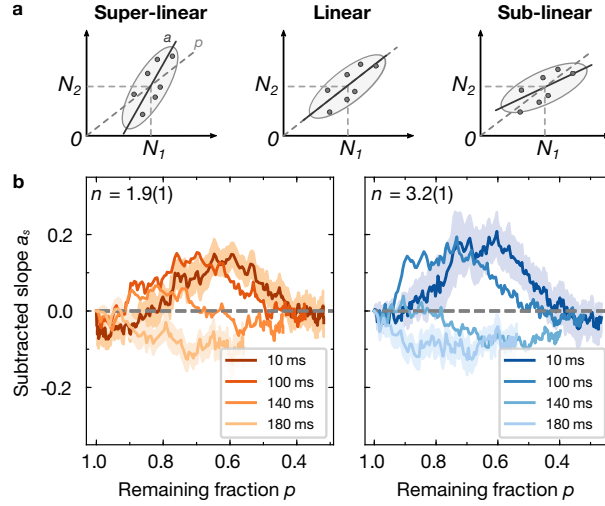 a
Super-linear
Linear
Sub-linear
a
p
N₂
N₂
N₂
0
0
0
N₁
N₁
N₁
b
n = 1.9(1)
n = 3.2(1)
Subtracted slope aₛ
0.2
0.0
-0.2
10 ms
100 ms
140 ms
180 ms
10 ms
100 ms
140 ms
180 ms
1.0 0.8 0.6 0.4
1.0 0.8 0.6 0.4
Remaining fraction p
Remaining fraction p